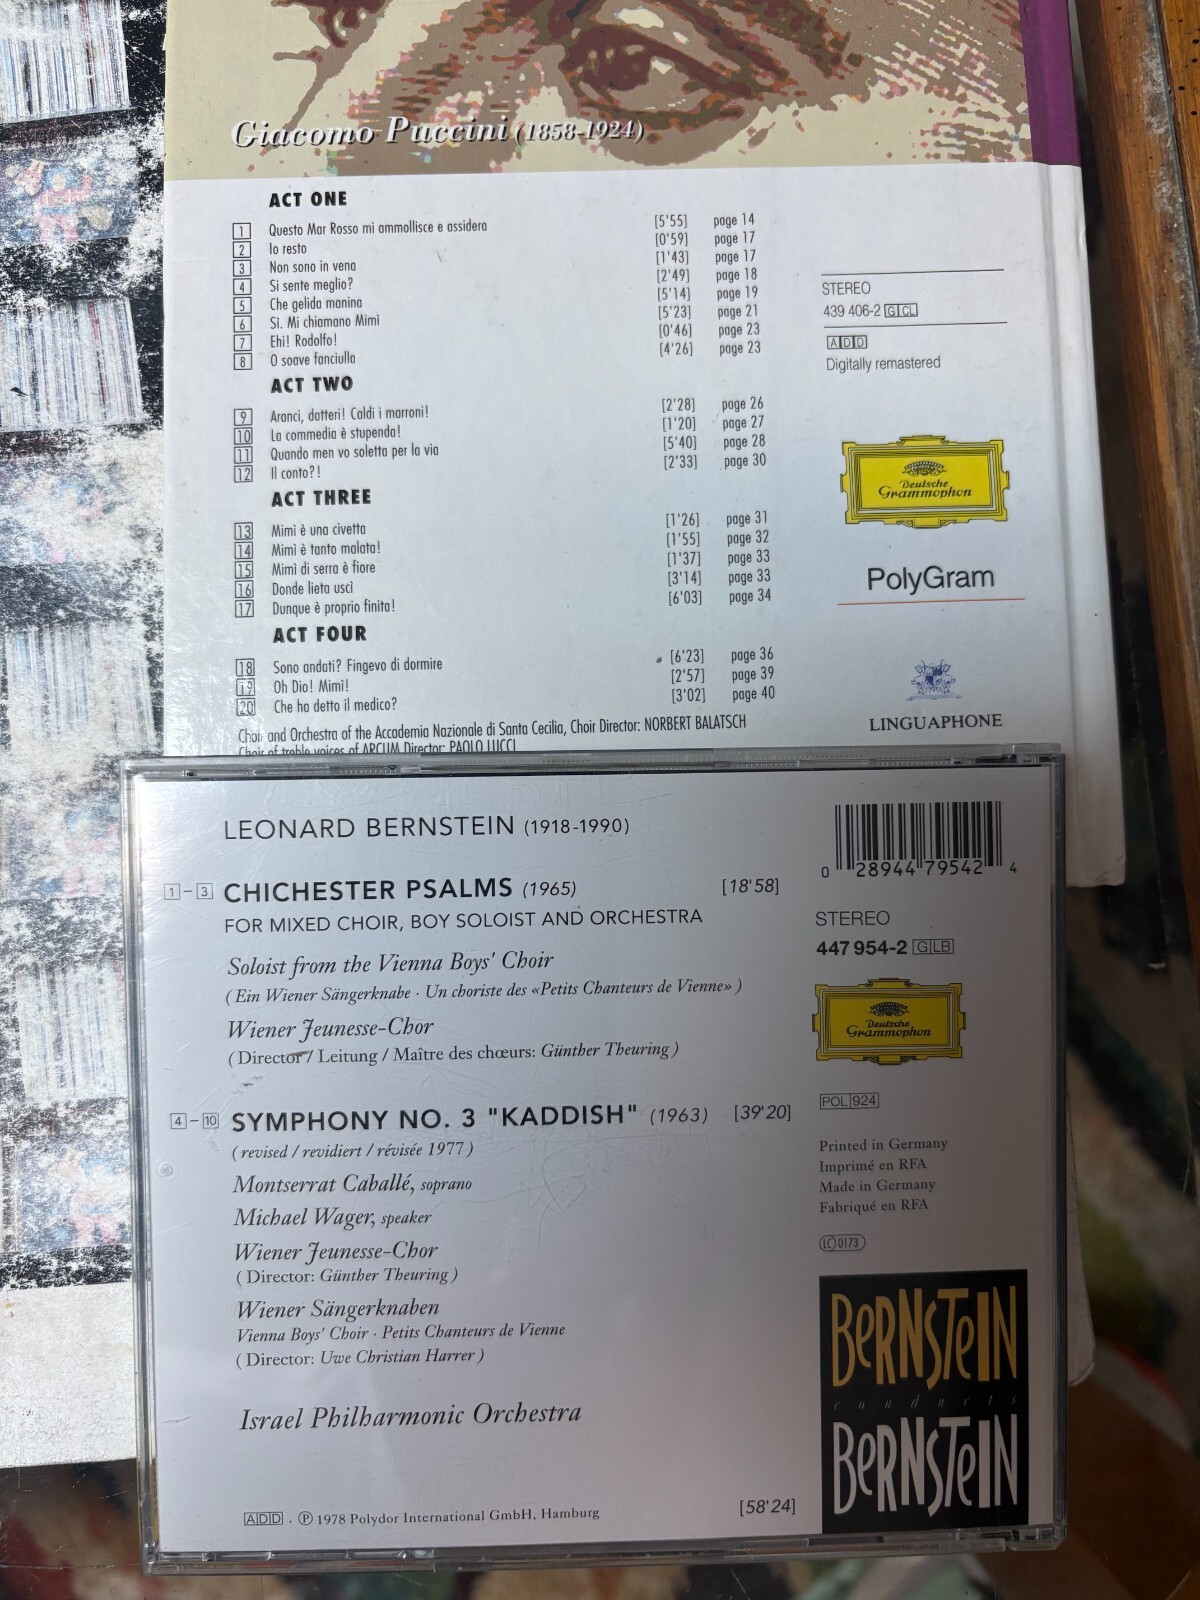 Giacomo Puccini (1858-1924)
ACT ONE
1 Questo Mar Rosso mi ammollisce e assidera [5'55] page 14
2 Io resto [0'59] page 17
3 Non sono in vena [1'43] page 17
4 Si sente meglio? [2'49] page 18
5 Che gelida manina [5'14] page 19
6 Sì. Mi chiamano Mimì [5'23] page 21
7 Ehi! Rodolfo! [0'46] page 23
8 O soave fanciulla [4'26] page 23
ACT TWO
9 Aranci, datteri! Caldi i marroni! [2'28] page 26
10 La commedia è stupenda! [1'20] page 27
11 Quando men vo soletta per la via [5'40] page 28
12 Il conto?! [2'33] page 30
ACT THREE
13 Mimì è una civetta [1'26] page 31
14 Mimì è tanto malata! [1'55] page 32
15 Mimì di serra è fiore [1'37] page 33
16 Donde lieta uscì [3'14] page 33
17 Dunque è proprio finita! [6'03] page 34
ACT FOUR
18 Sono andati? Fingevo di dormire [6'23] page 36
19 Oh Dio! Mimì! [2'57] page 39
20 Che ha detto il medico? [3'02] page 40
Choir and Orchestra of the Accademia Nazionale di Santa Cecilia, Choir Director: NORBERT BALATSCH
Choir of treble voices of ARCUM Director: PAOLO LUCCI
STEREO
439 406-2 G CL
ADD
Digitally remastered
Deutsche
Grammophon
PolyGram
LINGUAPHONE
LEONARD BERNSTEIN (1918-1990)
1 – 3 CHICHESTER PSALMS (1965) [18'58]
FOR MIXED CHOIR, BOY SOLOIST AND ORCHESTRA
Soloist from the Vienna Boys' Choir
(Ein Wiener Sängerknabe · Un choriste des «Petits Chanteurs de Vienne»)
Wiener Jeunesse-Chor
(Director / Leitung / Maître des chœurs: Günther Theuring)
4 – 10 SYMPHONY NO. 3 "KADDISH" (1963) [39'20]
(revised / revidiert / révisée 1977)
Montserrat Caballé, soprano
Michael Wager, speaker
Wiener Jeunesse-Chor
(Director: Günther Theuring)
Wiener Sängerknaben
Vienna Boys' Choir · Petits Chanteurs de Vienne
(Director: Uwe Christian Harrer)
Israel Philharmonic Orchestra
ADD · ℗ 1978 Polydor International GmbH, Hamburg [58'24]
0 28944 79542 4
STEREO
447 954-2 G LB
Deutsche
Grammophon
POL 924
Printed in Germany
Imprimé en RFA
Made in Germany
Fabriqué en RFA
LC 0173
BERNSTEIN
conducts
BERNSTEIN